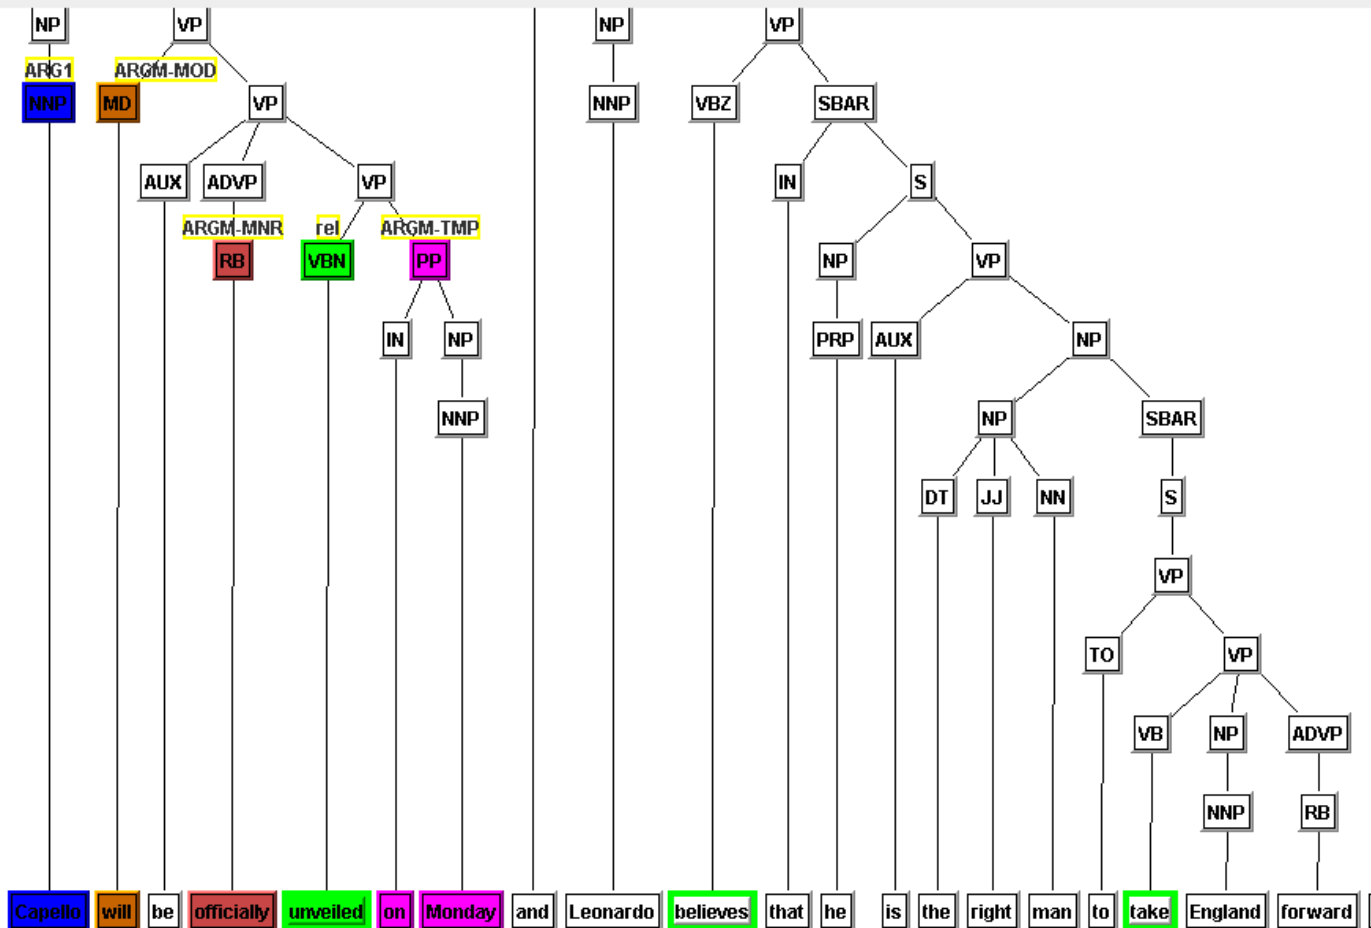 NP VP NP VP
ARG1 ARGM-MOD
NNP MD VP NNP VBZ SBAR
AUX ADVP VP IN S
ARGM-MNR rel ARGM-TMP
RB VBN PP NP VP
IN NP PRP AUX NP
NNP NP SBAR
DT JJ NN S
VP
TO VP
VB NP ADVP
NNP RB
Capello will be officially unveiled on Monday and Leonardo believes that he is the right man to take England forward